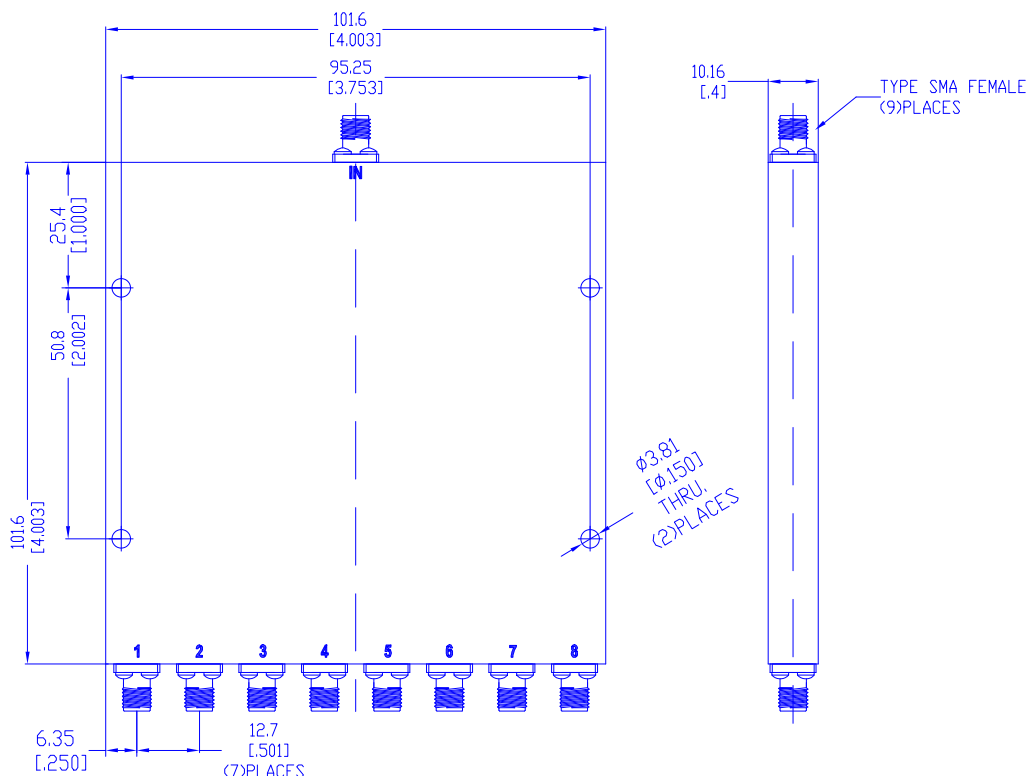 101.6
[4.003]
95.25
[3.753]
10.16
[.4]
TYPE SMA FEMALE
(9)PLACES
IN
25.4
[1.000]
50.8
[2.002]
101.6
[4.003]
Ø3.81
[Ø.150]
THRU.
(2)PLACES
1 2 3 4 5 6 7 8
6.35
[.250]
12.7
[.501]
(7)PLACES